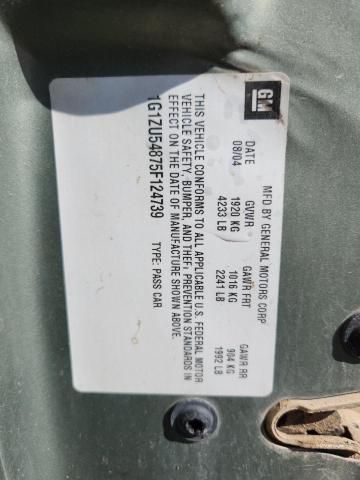 GM
MFD BY GENERAL MOTORS CORP
DATE GVWR GAWR FRT GAWR RR
08/04 1920 KG 1016 KG 904 KG
4233 LB 2241 LB 1992 LB
THIS VEHICLE CONFORMS TO ALL APPLICABLE U.S. FEDERAL MOTOR
VEHICLE SAFETY, BUMPER, AND THEFT PREVENTION STANDARDS IN
EFFECT ON THE DATE OF MANUFACTURE SHOWN ABOVE.
1G1ZU54875F124739 TYPE: PASS CAR